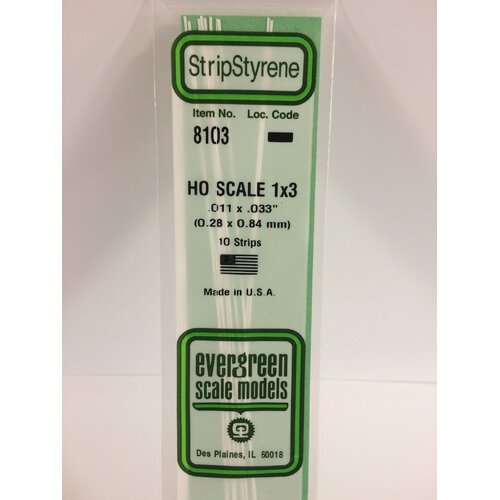 StripStyrene
Item No. Loc. Code
8103
HO SCALE 1x3
.011 x .033"
(0.28 x 0.84 mm)
10 Strips
Made in U.S.A.
evergreen
scale models
Des Plaines, IL 60018